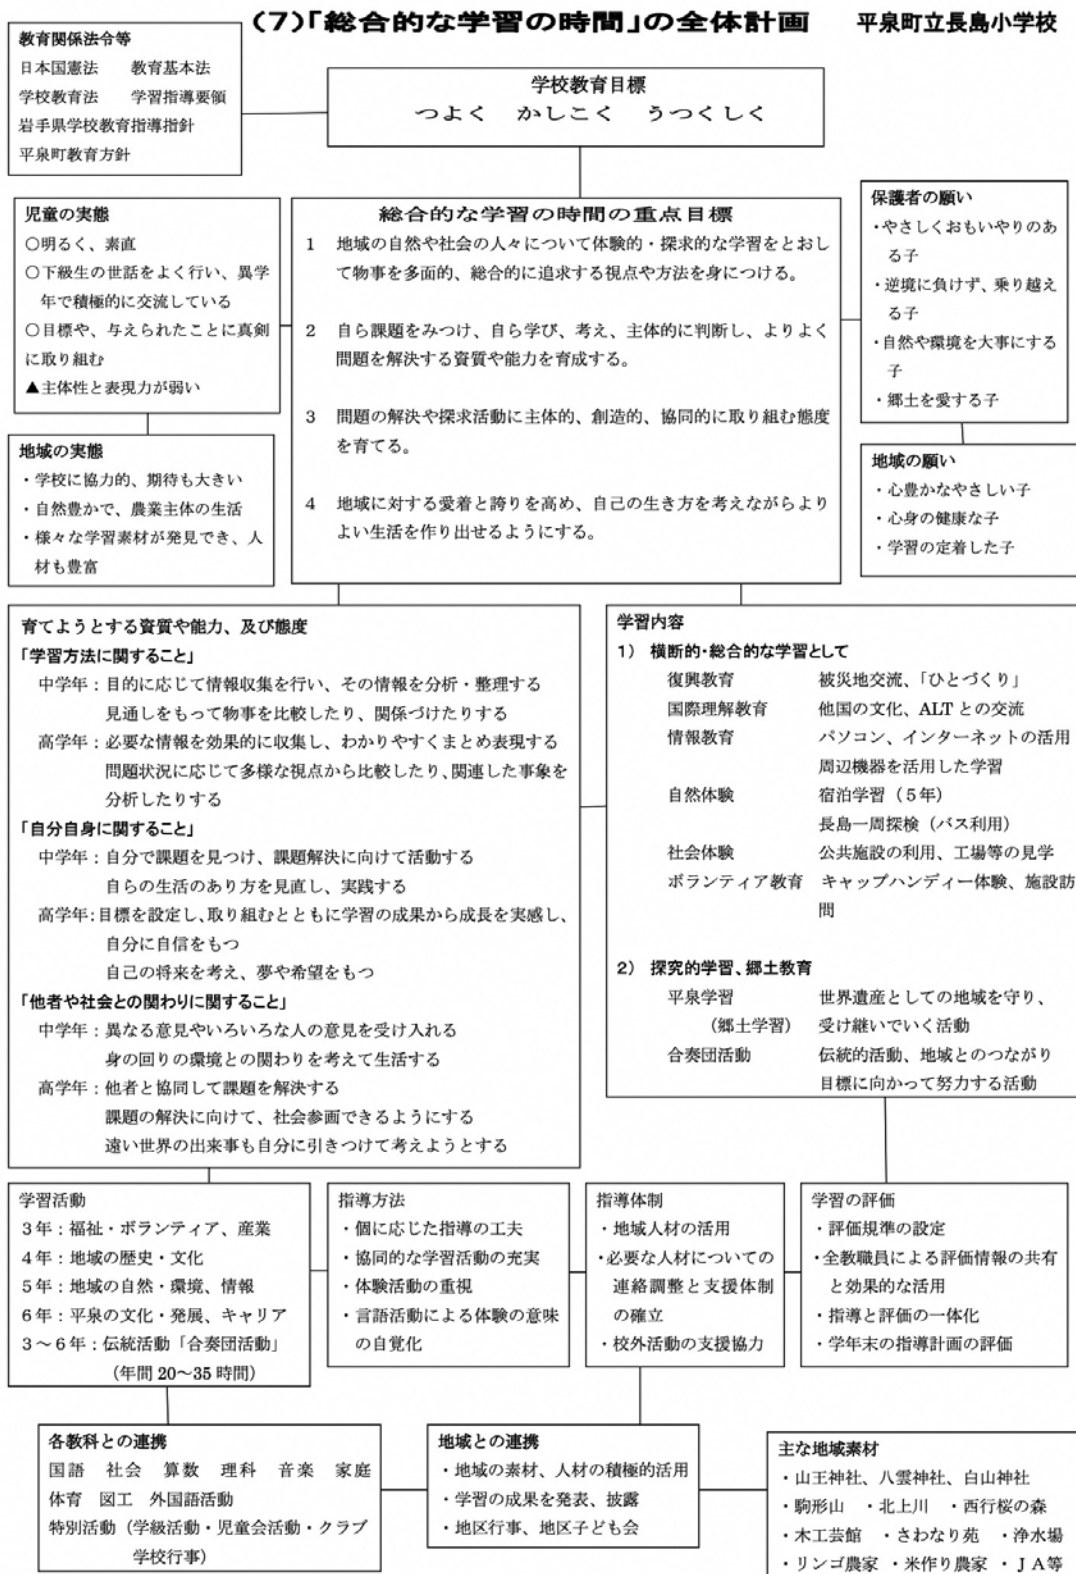 (7)「総合的な学習の時間」の全体計画　平泉町立長島小学校
教育関係法令等
日本国憲法　教育基本法
学校教育法　学習指導要領
岩手県学校教育指導指針
平泉町教育方針
学校教育目標
つよく　かしこく　うつくしく
児童の実態
○明るく、素直
○下級生の世話をよく行い、異学
年で積極的に交流している
○目標や、与えられたことに真剣
に取り組む
▲主体性と表現力が弱い
地域の実態
・学校に協力的、期待も大きい
・自然豊かで、農業主体の生活
・様々な学習素材が発見でき、人
材も豊富
総合的な学習の時間の重点目標
1　地域の自然や社会の人々について体験的・探求的な学習をとおし
て物事を多面的、総合的に追求する視点や方法を身につける。
2　自ら課題をみつけ、自ら学び、考え、主体的に判断し、よりよく
問題を解決する資質や能力を育成する。
3　問題の解決や探求活動に主体的、創造的、協同的に取り組む態度
を育てる。
4　地域に対する愛着と誇りを高め、自己の生き方を考えながらより
よい生活を作り出せるようにする。
保護者の願い
・やさしくおもいやりのあ
る子
・逆境に負けず、乗り越え
る子
・自然や環境を大事にする
子
・郷土を愛する子
地域の願い
・心豊かなやさしい子
・心身の健康な子
・学習の定着した子
育てようとする資質や能力、及び態度
「学習方法に関すること」
中学年：目的に応じて情報収集を行い、その情報を分析・整理する
見通しをもって物事を比較したり、関係づけたりする
高学年：必要な情報を効果的に収集し、わかりやすくまとめ表現する
問題状況に応じて多様な視点から比較したり、関連した事象を
分析したりする
「自分自身に関すること」
中学年：自分で課題を見つけ、課題解決に向けて活動する
自らの生活のあり方を見直し、実践する
高学年：目標を設定し、取り組むとともに学習の成果から成長を実感し、
自分に自信をもつ
自己の将来を考え、夢や希望をもつ
「他者や社会との関わりに関すること」
中学年：異なる意見やいろいろな人の意見を受け入れる
身の回りの環境との関わりを考えて生活する
高学年：他者と協同して課題を解決する
課題の解決に向けて、社会参画できるようにする
遠い世界の出来事も自分に引きつけて考えようとする
学習内容
1）　横断的・総合的な学習として
復興教育　被災地交流、「ひとづくり」
国際理解教育　他国の文化、ALT との交流
情報教育　パソコン、インターネットの活用
周辺機器を活用した学習
自然体験　宿泊学習（５年）
長島一周探検（バス利用）
社会体験　公共施設の利用、工場等の見学
ボランティア教育　キャップハンディー体験、施設訪
問
2）　探究的学習、郷土教育
平泉学習　世界遺産としての地域を守り、
（郷土学習）　受け継いでいく活動
合奏団活動　伝統的活動、地域とのつながり
目標に向かって努力する活動
学習活動
３年：福祉・ボランティア、産業
４年：地域の歴史・文化
５年：地域の自然・環境、情報
６年：平泉の文化・発展、キャリア
３～６年：伝統活動「合奏団活動」
（年間 20～35 時間）
指導方法
・個に応じた指導の工夫
・協同的な学習活動の充実
・体験活動の重視
・言語活動による体験の意味
の自覚化
指導体制
・地域人材の活用
・必要な人材についての
連絡調整と支援体制
の確立
・校外活動の支援協力
学習の評価
・評価規準の設定
・全教職員による評価情報の共有
と効果的な活用
・指導と評価の一体化
・学年末の指導計画の評価
各教科との連携
国語　社会　算数　理科　音楽　家庭
体育　図工　外国語活動
特別活動（学級活動・児童会活動・クラブ
学校行事）
地域との連携
・地域の素材、人材の積極的活用
・学習の成果を発表、披露
・地区行事、地区子ども会
主な地域素材
・山王神社、八雲神社、白山神社
・駒形山　・北上川　・西行桜の森
・木工芸館　・さわなり苑　・浄水場
・リンゴ農家　・米作り農家　・ＪＡ等